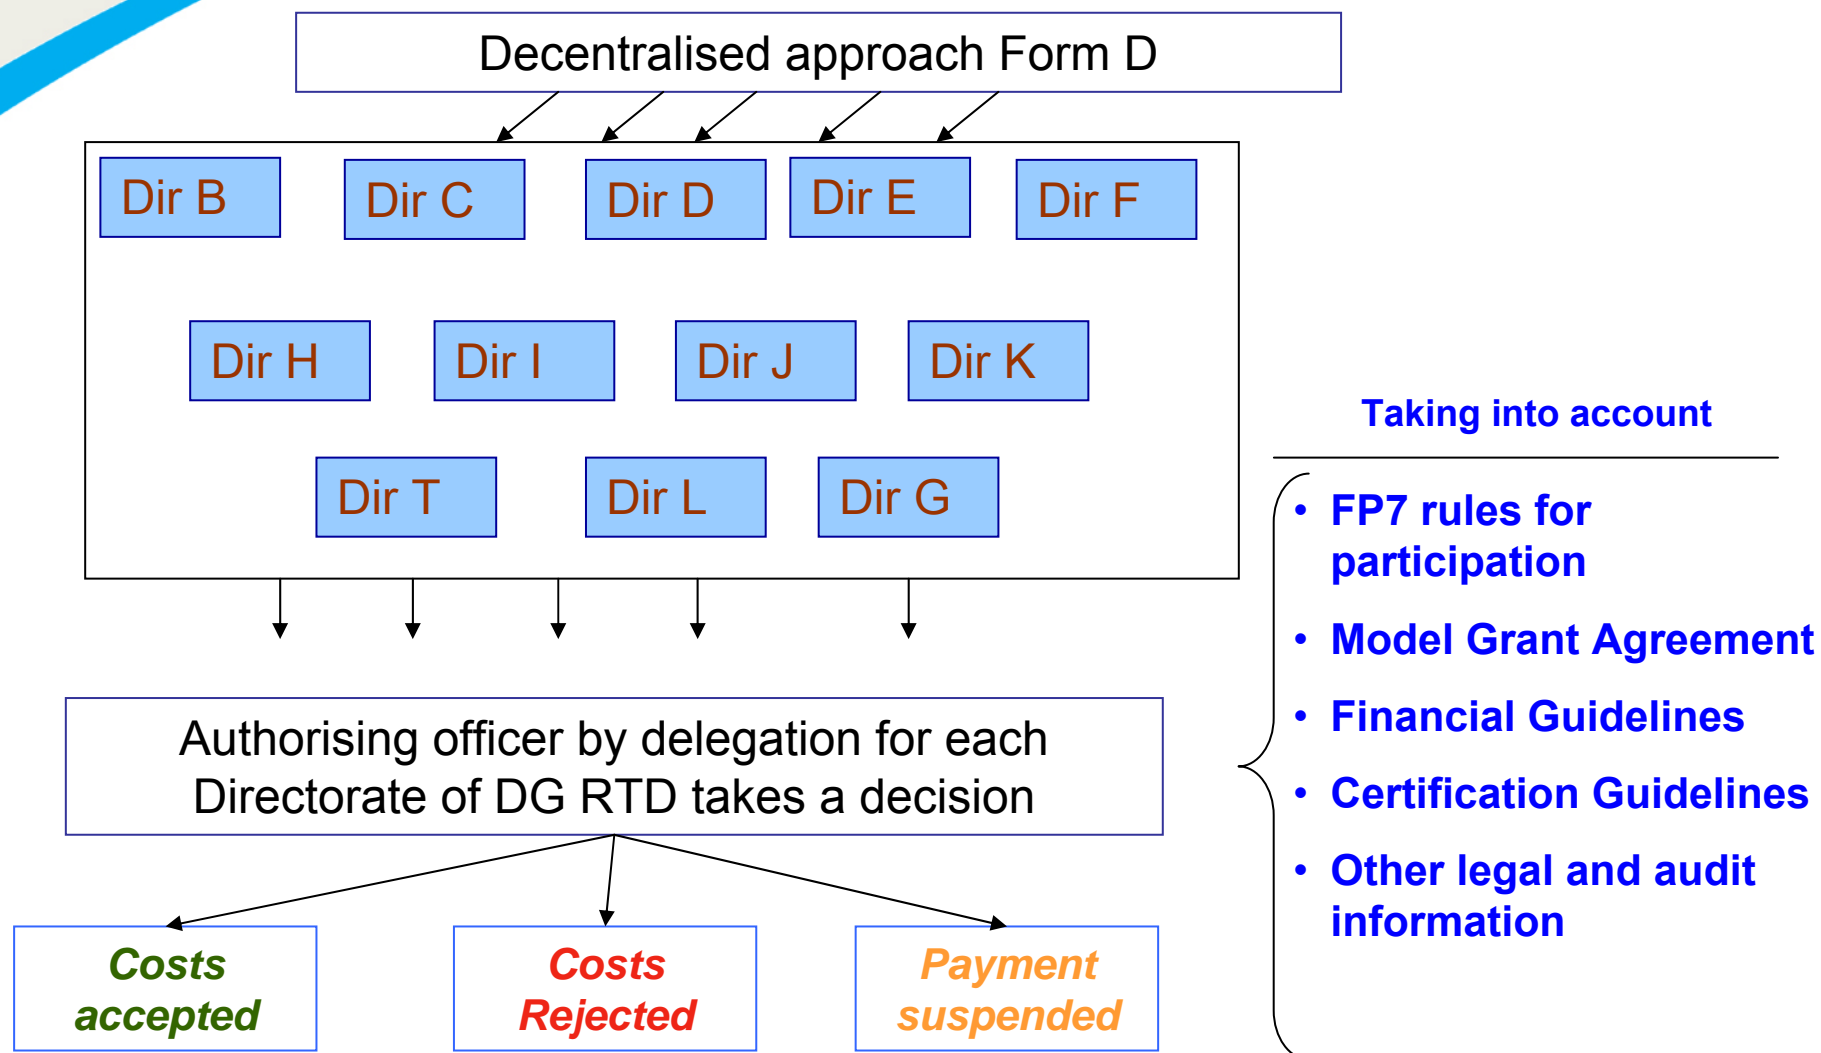 Decentralised approach Form D
Dir B
Dir C
Dir D
Dir E
Dir F
Dir H
Dir I
Dir J
Dir K
Dir T
Dir L
Dir G
Authorising officer by delegation for each
Directorate of DG RTD takes a decision
Costs
accepted
Costs
Rejected
Payment
suspended
Taking into account
• FP7 rules for
participation
• Model Grant Agreement
• Financial Guidelines
• Certification Guidelines
• Other legal and audit
information